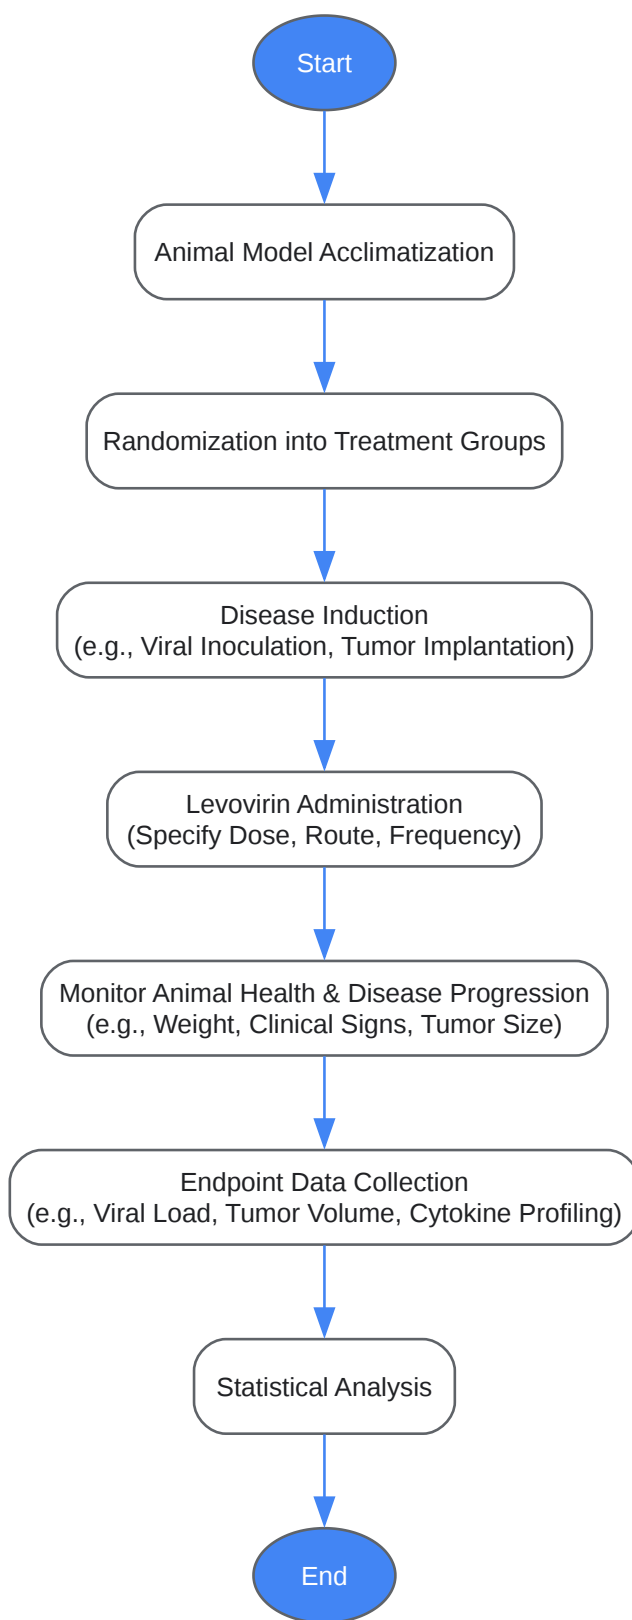 Start
Animal Model Acclimatization
Randomization into Treatment Groups
Disease Induction
(e.g., Viral Inoculation, Tumor Implantation)
Levovirin Administration
(Specify Dose, Route, Frequency)
Monitor Animal Health & Disease Progression
(e.g., Weight, Clinical Signs, Tumor Size)
Endpoint Data Collection
(e.g., Viral Load, Tumor Volume, Cytokine Profiling)
Statistical Analysis
End